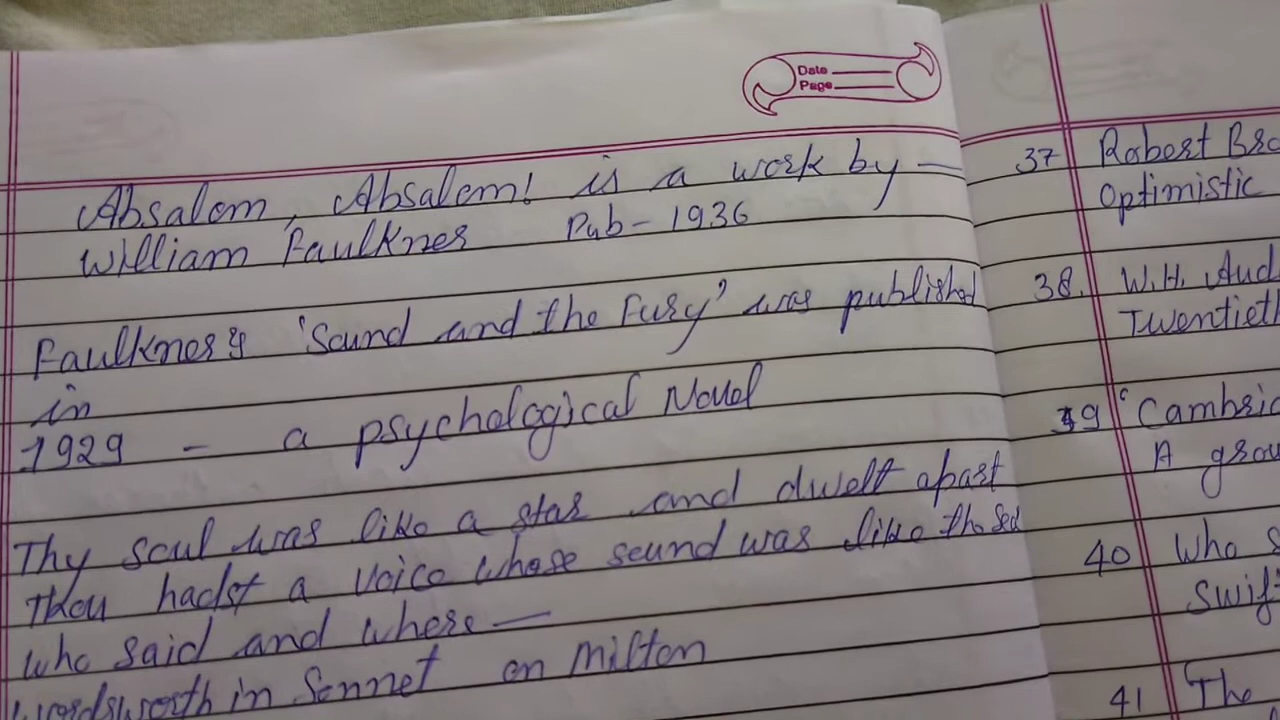 Date
Page
Absalom, Absalom! is a work by —
William Faulkner Pub - 1936
Faulkner's 'Sound and the Fury' was published
in
1929 - a psychological Novel
Thy soul was like a star and dwelt apart
Thou hadst a voice whose sound was like the sea
Who said and where —
Wordsworth in Sonnet on Milton
37 Robert Bro
Optimistic
38. W.H. Aud
Twentieth
39 'Cambrid
A grou
40 Who s
Swif
41 The